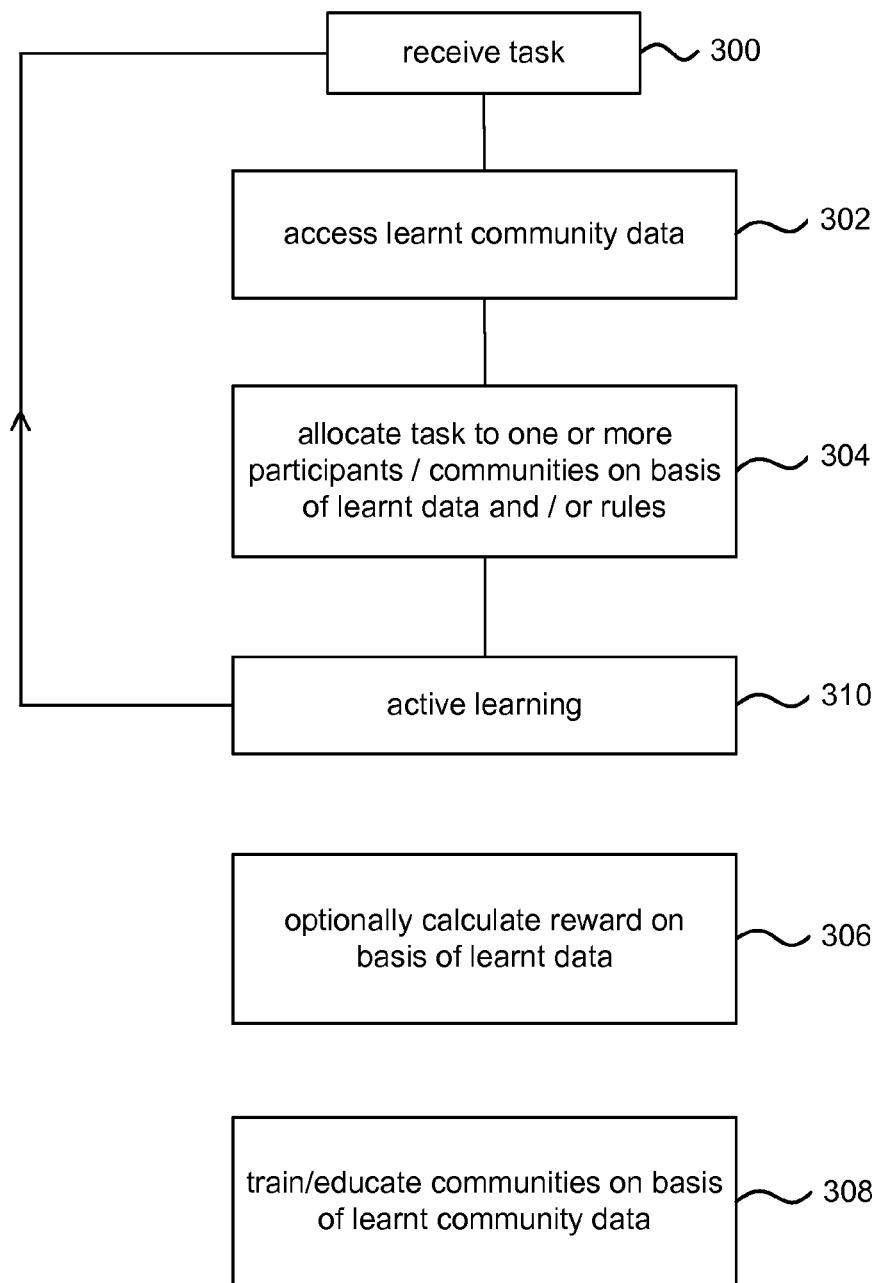 receive task
300
access learnt community data
302
allocate task to one or more
participants / communities on basis
of learnt data and / or rules
304
active learning
310
optionally calculate reward on
basis of learnt data
306
train/educate communities on basis
of learnt community data
308